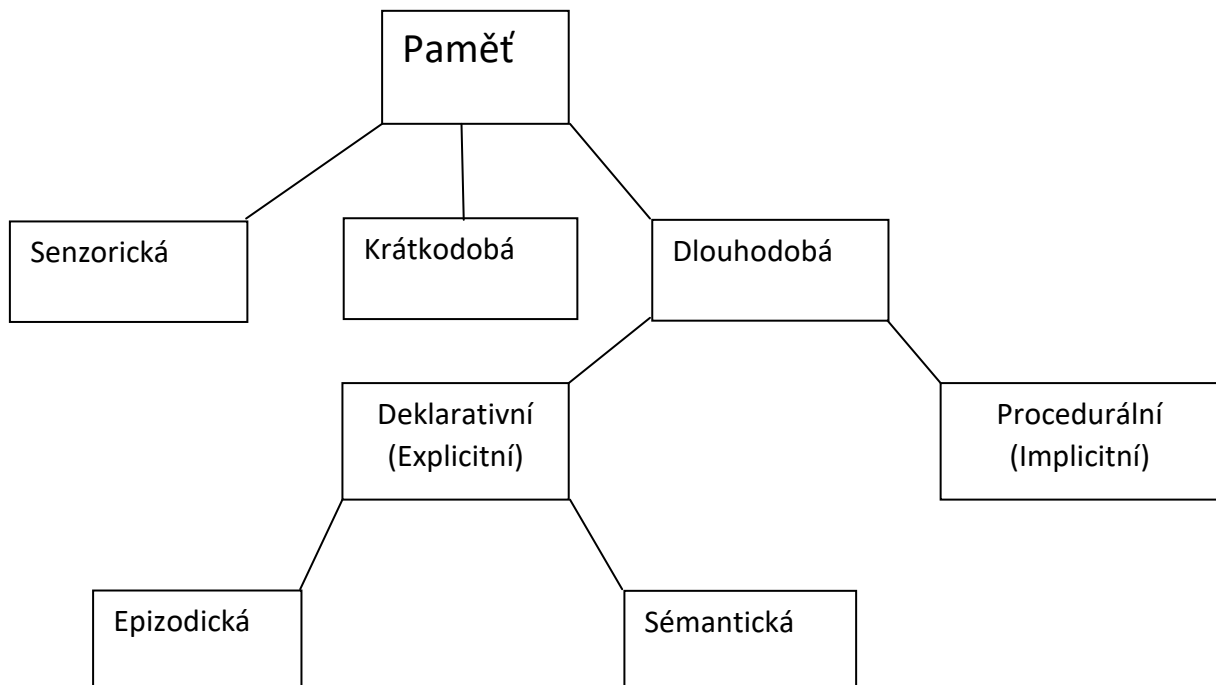 Paměť
Senzorická
Krátkodobá
Dlouhodobá
Deklarativní
(Explicitní)
Procedurální
(Implicitní)
Epizodická
Sémantická